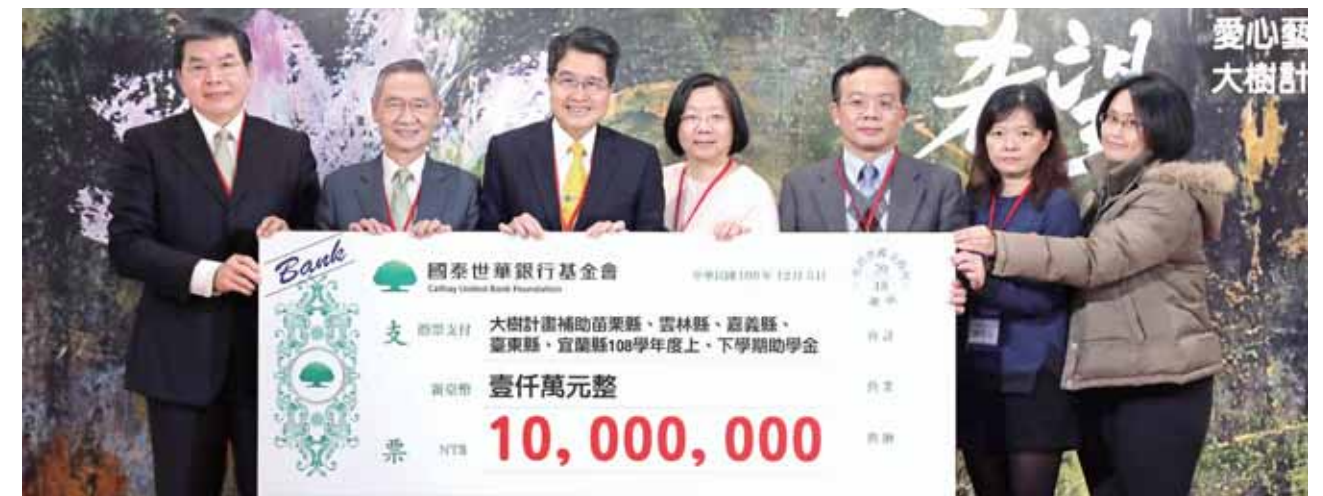 希望
愛心藝
大樹計
Bank
國泰世華銀行基金會
Cathay United Bank Foundation
支票
憑票支付
大樹計畫補助苗栗縣、雲林縣、嘉義縣、
臺東縣、宜蘭縣108學年度上、下學期助學金
新臺幣
壹仟萬元整
NT$
10,000,000